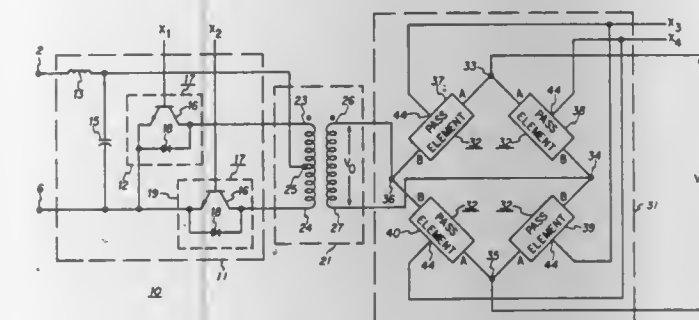 X₁
X₂
X₃
X₄
2
33
13
17
37
A
A
23
26
44
44
16
PASS ELEMENT
PASS ELEMENT
38
15
18
32
32
17
B
B
12
V₀
34
25
36
19
16
B
B
6
32
32
31
18
24
27
40
PASS ELEMENT
PASS ELEMENT
39
21
44
A
A
44
11
35
10